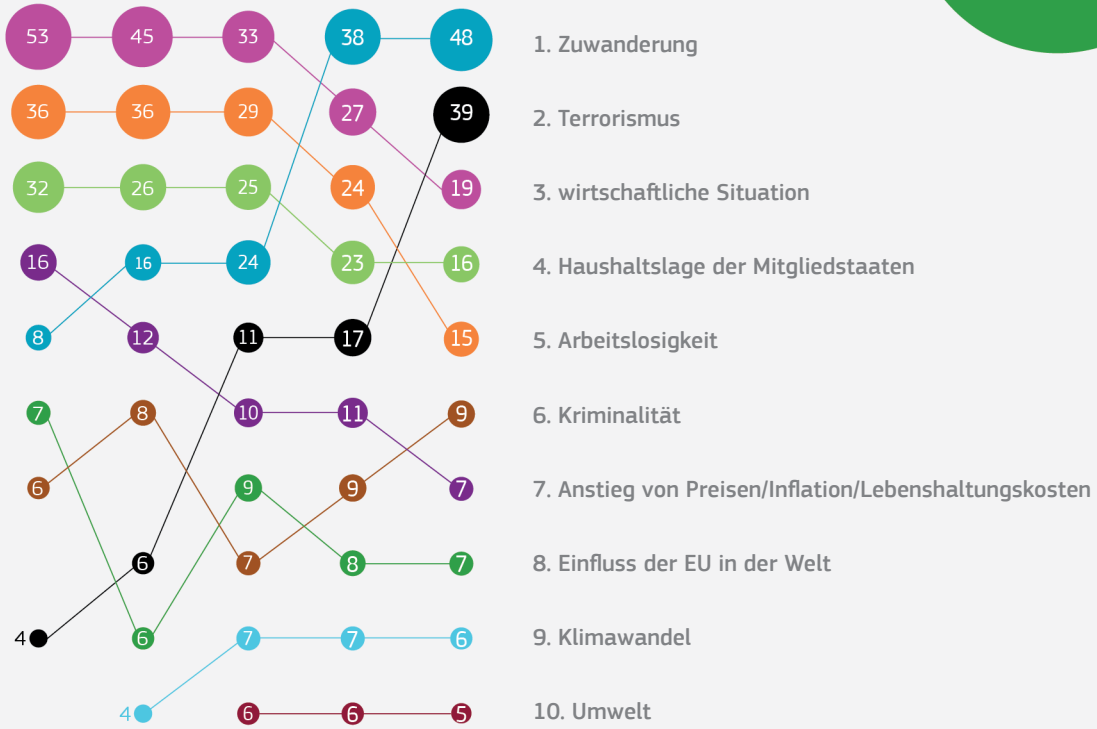 53 45 33 38 48 1. Zuwanderung
36 36 29 27 39 2. Terrorismus
32 26 25 24 19 3. wirtschaftliche Situation
16 16 24 23 16 4. Haushaltslage der Mitgliedstaaten
8 12 11 17 15 5. Arbeitslosigkeit
7 8 10 11 9 6. Kriminalität
6 9 9 7 7. Anstieg von Preisen/Inflation/Lebenshaltungskosten
6 7 8 7 8. Einfluss der EU in der Welt
4 6 7 7 6 9. Klimawandel
4 6 6 5 10. Umwelt